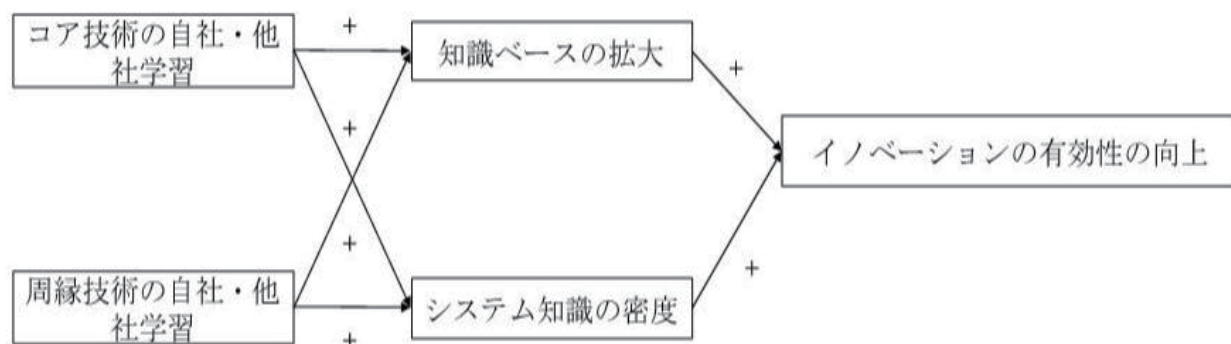 コア技術の自社・他
社学習
+
知識ベースの拡大
+
+
イノベーションの有効性の向上
+
+
周縁技術の自社・他
社学習
システム知識の密度
+